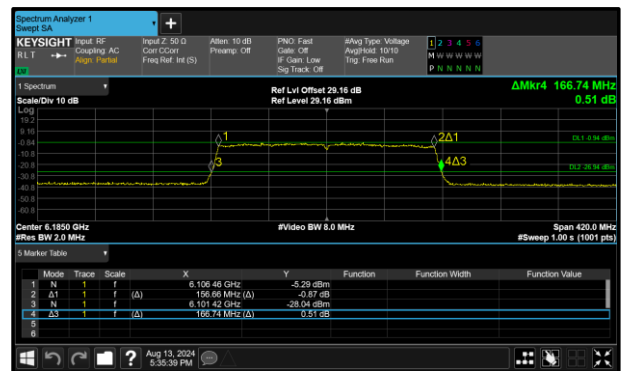 Spectrum Analyzer 1
Swept SA
+
KEYSIGHT Input: RF Input Z: 50 Ω Atten: 10 dB PNO: Fast #Avg Type: Voltage 1 2 3 4 5 6
RLT Coupling: AC Corr CCorr Preamp: Off Gate: Off Avg|Hold: 10/10 M W W W W W
Align: Partial Freq Ref: Int (S) IF Gain: Low Trig: Free Run P N N N N N
Sig Track: Off
1 Spectrum
Scale/Div 10 dB
Ref Lvl Offset 29.16 dB
Ref Level 29.16 dBm
ΔMkr4 166.74 MHz
0.51 dB
Log
19.2
9.16
-0.84
-10.8
-20.8
-30.8
-40.8
-50.8
-60.8
1
2Δ1
3
4Δ3
DL1 -0.94 dBm
DL2 -26.94 dBm
Center 6.1850 GHz #Video BW 8.0 MHz Span 420.0 MHz
#Res BW 2.0 MHz #Sweep 1.00 s (1001 pts)
5 Marker Table
Mode Trace Scale X Y Function Function Width Function Value
1 N 1 f 6.106 46 GHz -5.29 dBm
2 Δ1 1 f (Δ) 156.66 MHz (Δ) -0.87 dB
3 N 1 f 6.101 42 GHz -28.04 dBm
4 Δ3 1 f (Δ) 166.74 MHz (Δ) 0.51 dB
5
6
? Aug 13, 2024
5:35:39 PM